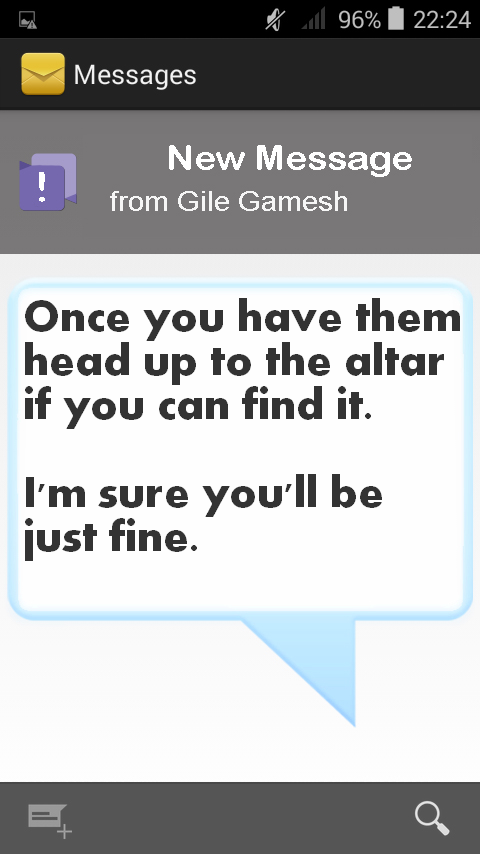 96% 22:24
Messages
New Message
from Gile Gamesh
Once you have them
head up to the altar
if you can find it.
I'm sure you'll be
just fine.